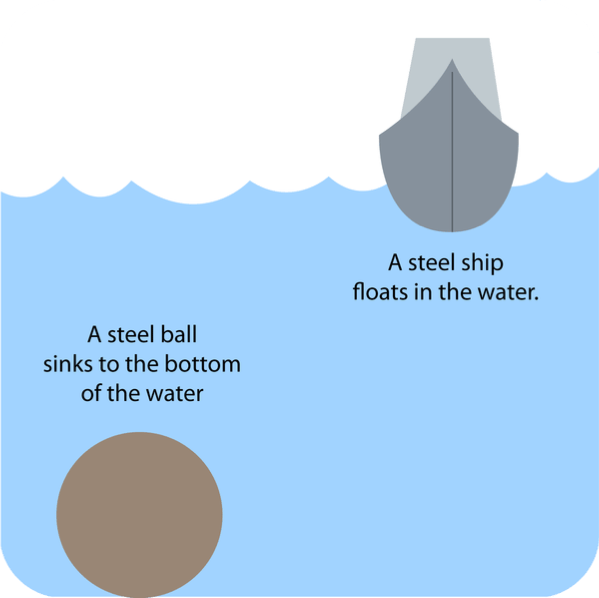 A steel ship
floats in the water.
A steel ball
sinks to the bottom
of the water